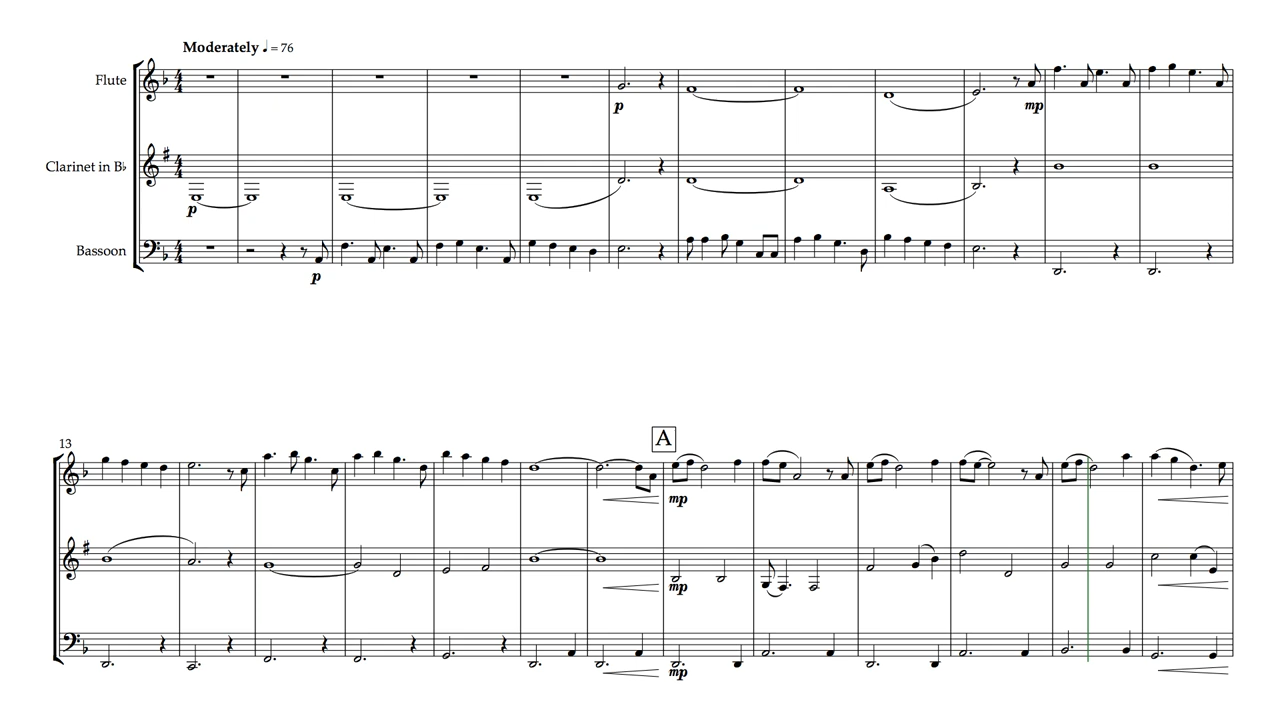 Moderately ♩= 76
Flute
p
mp
Clarinet in B♭
p
Bassoon
p
13
A
mp
mp
mp